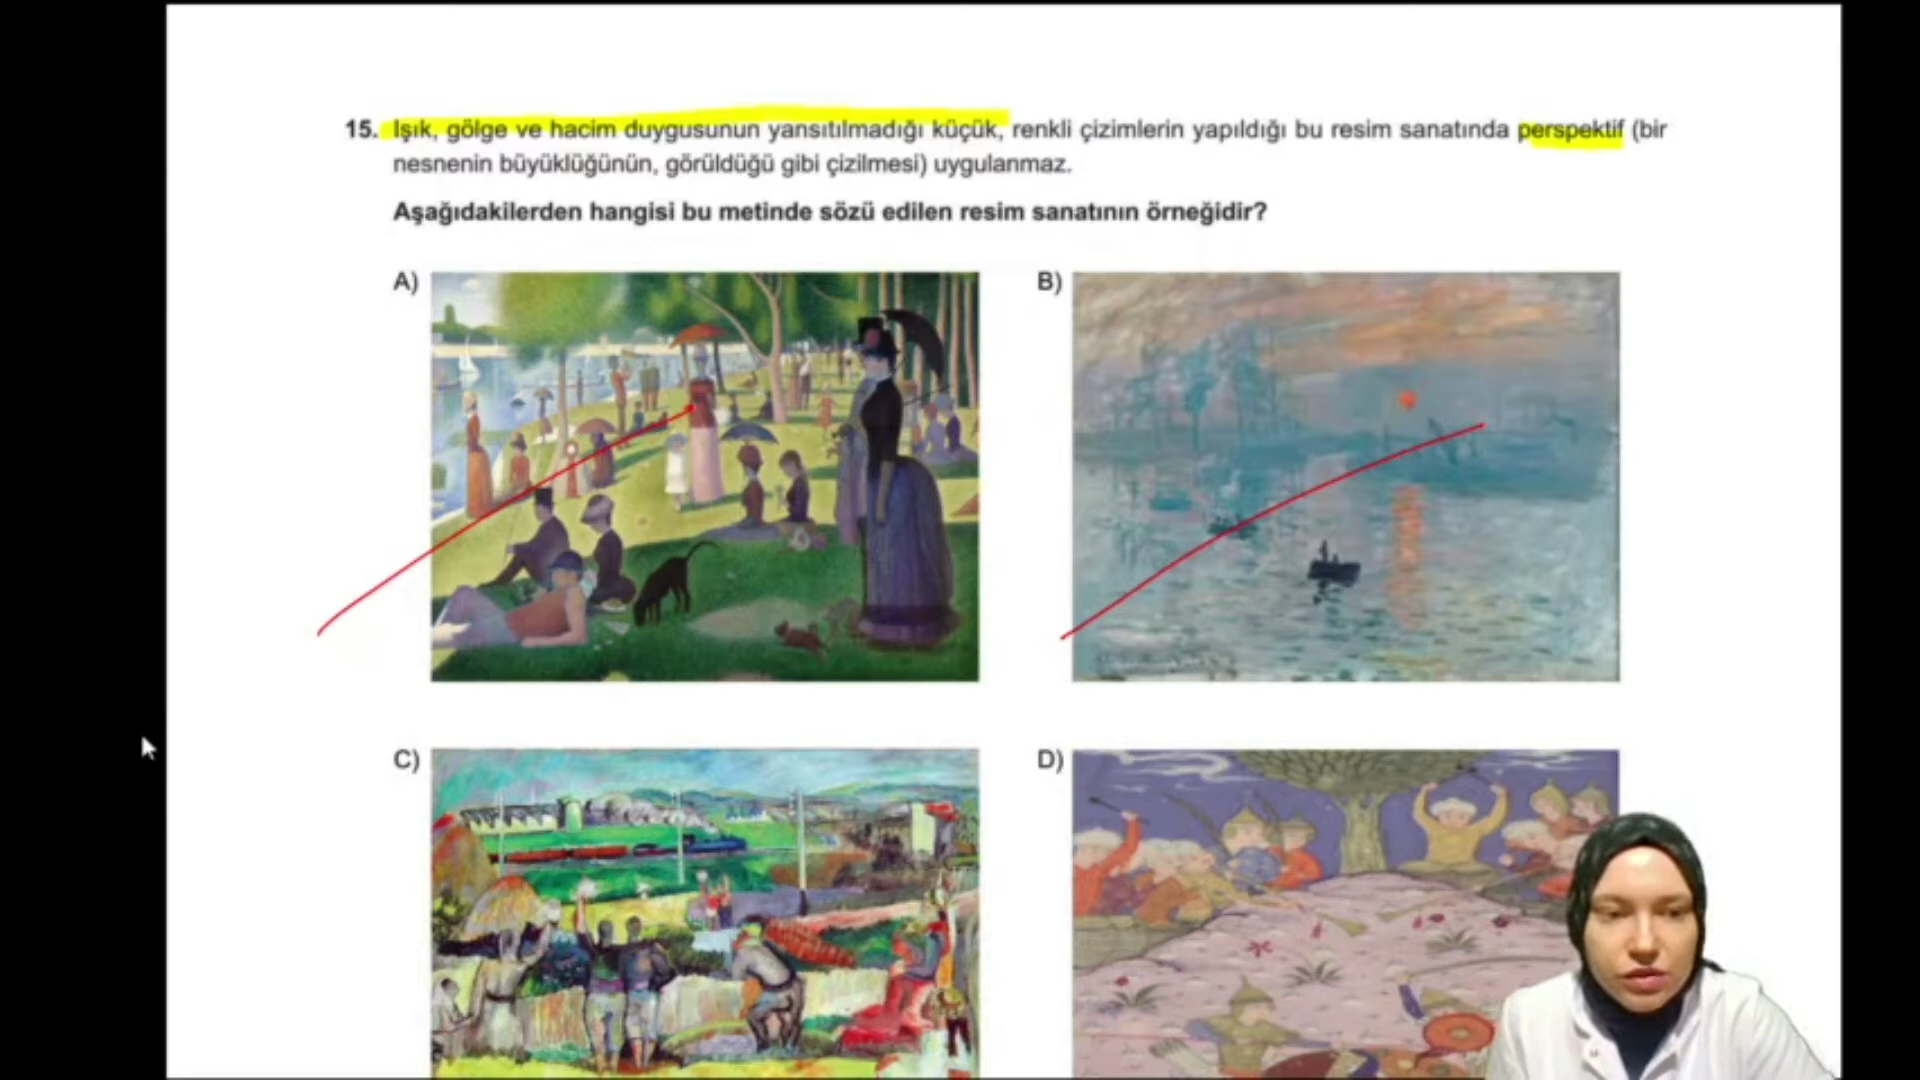 15. Işık, gölge ve hacim duygusunun yansıtılmadığı küçük, renkli çizimlerin yapıldığı bu resim sanatında perspektif (bir
nesnenin büyüklüğünün, görüldüğü gibi çizilmesi) uygulanmaz.
Aşağıdakilerden hangisi bu metinde sözü edilen resim sanatının örneğidir?
A)
B)
C)
D)